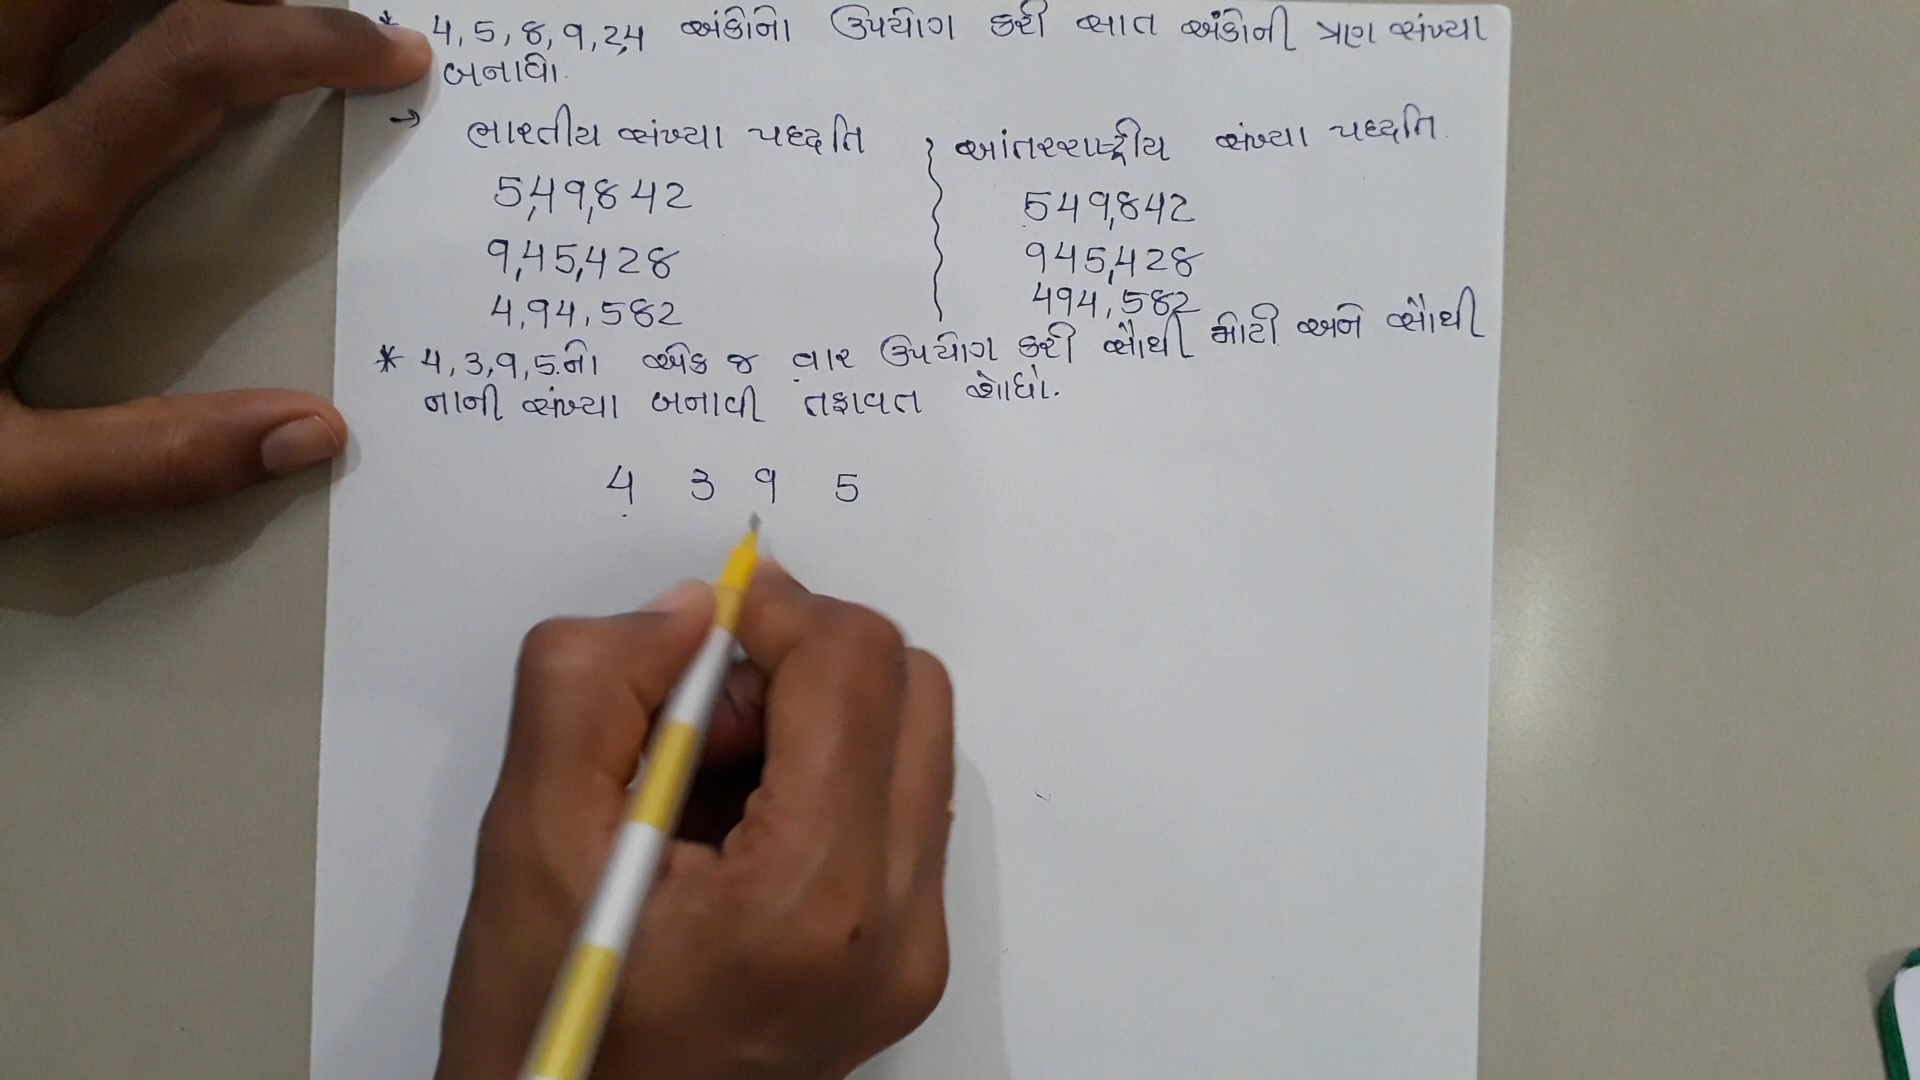 * 4, 5, 8, 9, 2,4 અંકોનો ઉપયોગ કરી સાત અંકોની ત્રણ સંખ્યા
બનાવો.
→ ભારતીય સંખ્યા પધ્ધતિ
આંતરરાષ્ટ્રીય સંખ્યા પધ્ધતિ.
5,49,842
549,842
9,45,428
945,428
4,94,582
494,582
* 4, 3, 9, 5.નો એક જ વાર ઉપયોગ કરી સૌથી મોટી અને સૌથી
નાની સંખ્યા બનાવી તફાવત શોધો.
4 3 9 5